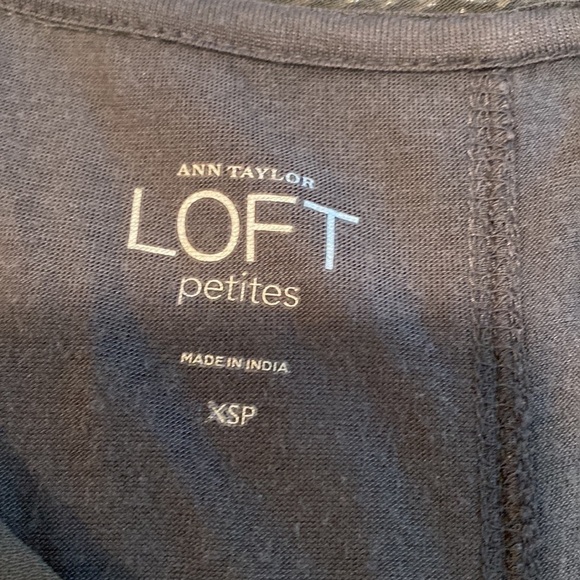 ANN TAYLOR
LOFT
petites
MADE IN INDIA
XSP